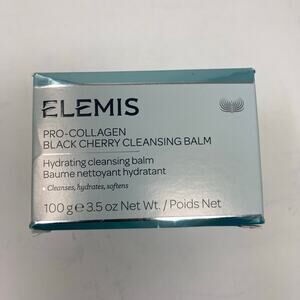 ELEMIS
PRO-COLLAGEN
BLACK CHERRY CLEANSING BALM
Hydrating cleansing balm
Baume nettoyant hydratant
• Cleanses, hydrates, softens
100 g ℮ 3.5 oz Net Wt. / Poids Net